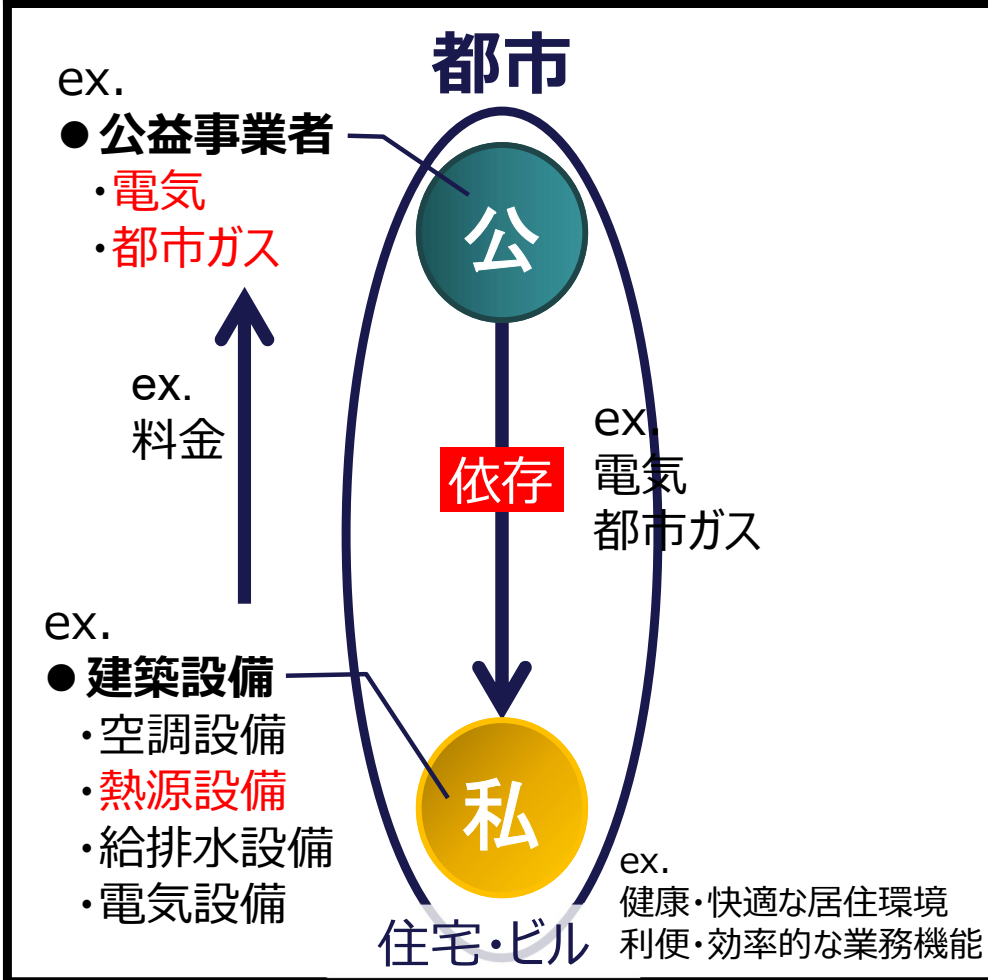 都市
ex.
●公益事業者
・電気
・都市ガス
公
ex.
料金
依存
ex.
電気
都市ガス
ex.
●建築設備
・空調設備
・熱源設備
・給排水設備
・電気設備
私
住宅・ビル
ex.
健康・快適な居住環境
利便・効率的な業務機能